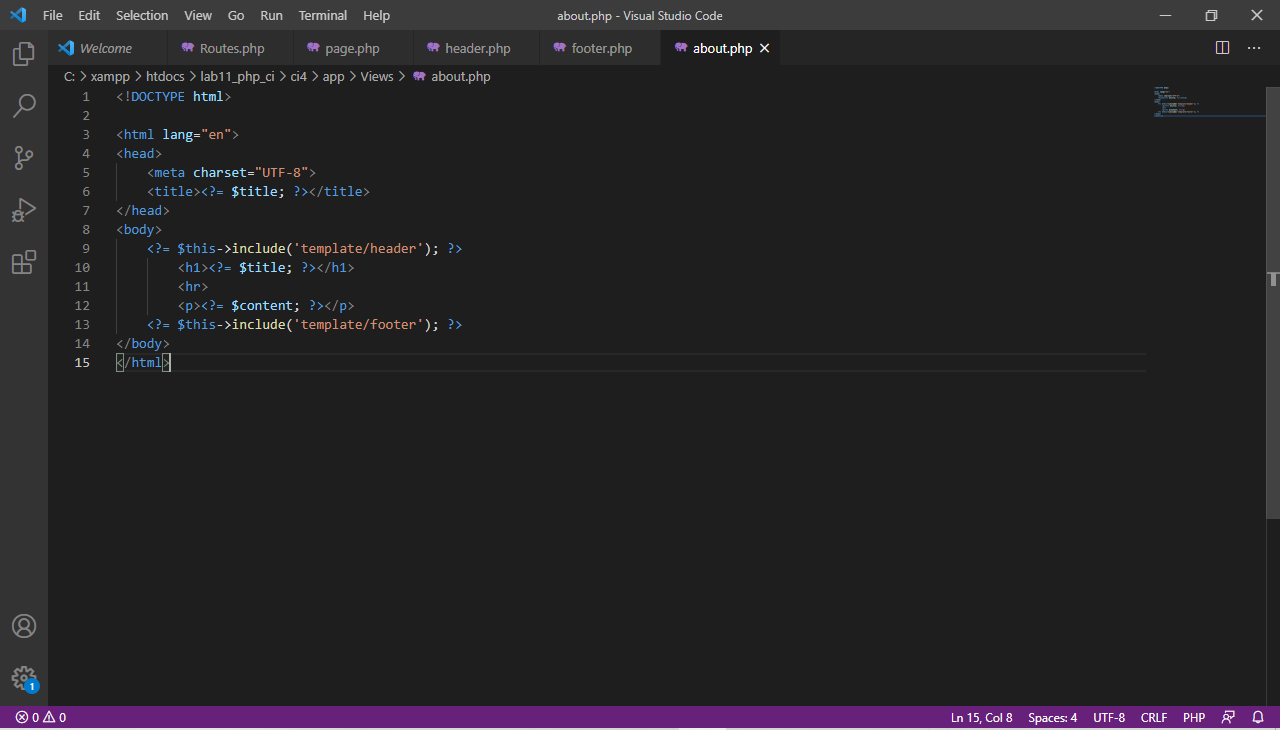 File Edit Selection View Go Run Terminal Help about.php - Visual Studio Code
Welcome Routes.php page.php header.php footer.php about.php
C: > xampp > htdocs > lab11_php_ci > ci4 > app > Views > about.php
1 <!DOCTYPE html>
2
3 <html lang="en">
4 <head>
5 <meta charset="UTF-8">
6 <title><?= $title; ?></title>
7 </head>
8 <body>
9 <?= $this->include('template/header'); ?>
10 <h1><?= $title; ?></h1>
11 <hr>
12 <p><?= $content; ?></p>
13 <?= $this->include('template/footer'); ?>
14 </body>
15 </html>
1
0 0 Ln 15, Col 8 Spaces: 4 UTF-8 CRLF PHP